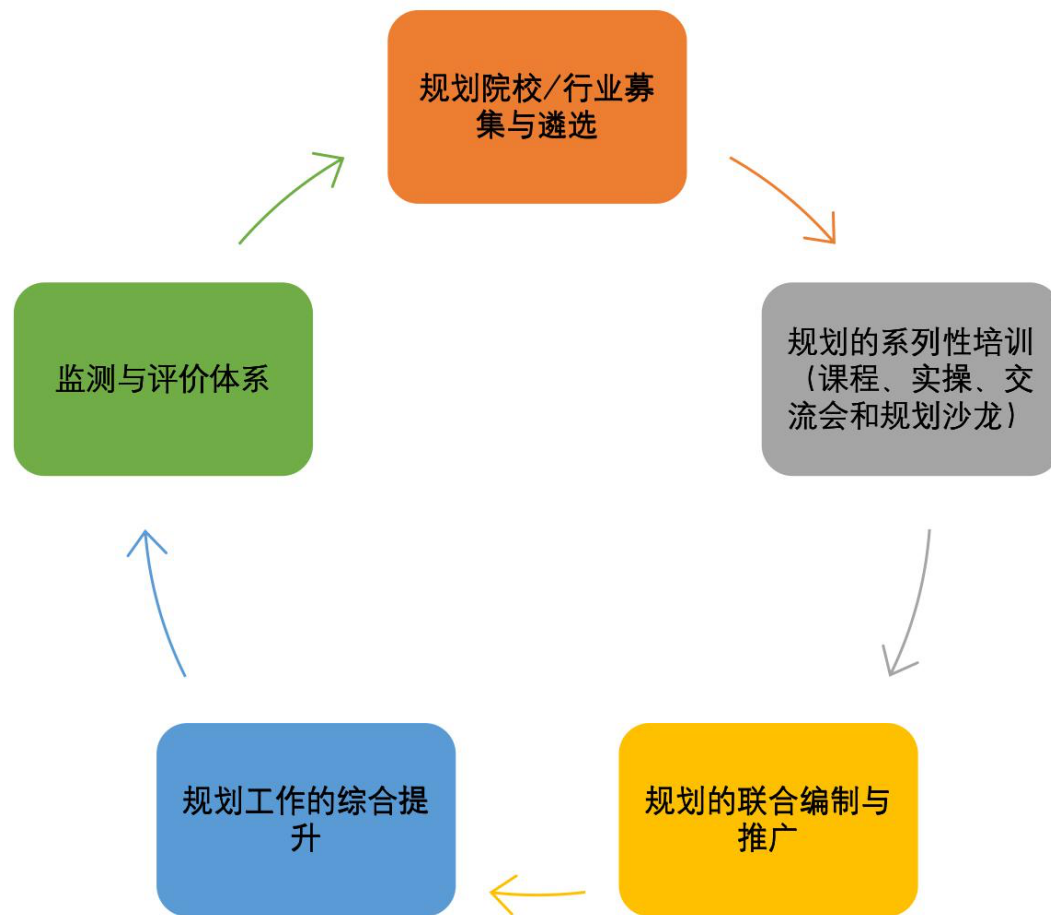 规划院校/行业募
集与遴选
规划的系列性培训
（课程、实操、交
流会和规划沙龙）
规划的联合编制与
推广
规划工作的综合提
升
监测与评价体系